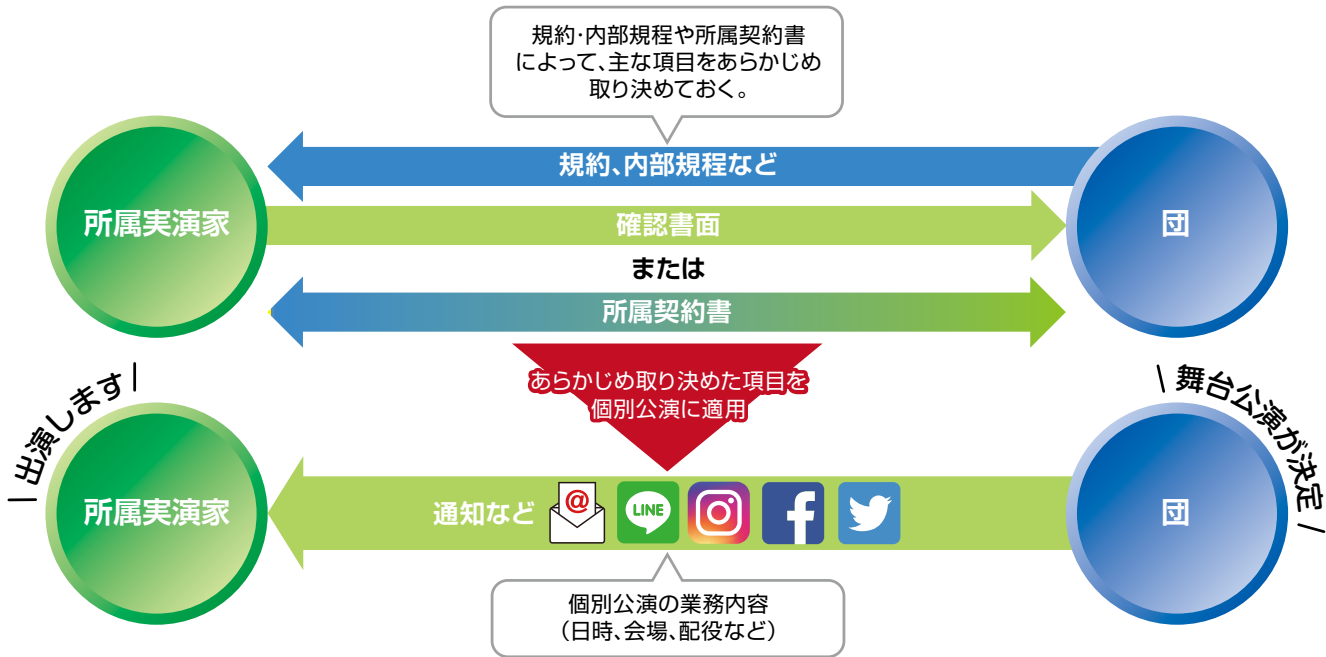 規約・内部規程や所属契約書
によって、主な項目をあらかじめ
取り決めておく。
規約、内部規程など
所属実演家
確認書面
団
または
所属契約書
あらかじめ取り決めた項目を
個別公演に適用
\ 出演します /
\ 舞台公演が決定 /
所属実演家
通知など
@
LINE
団
個別公演の業務内容
(日時、会場、配役など)